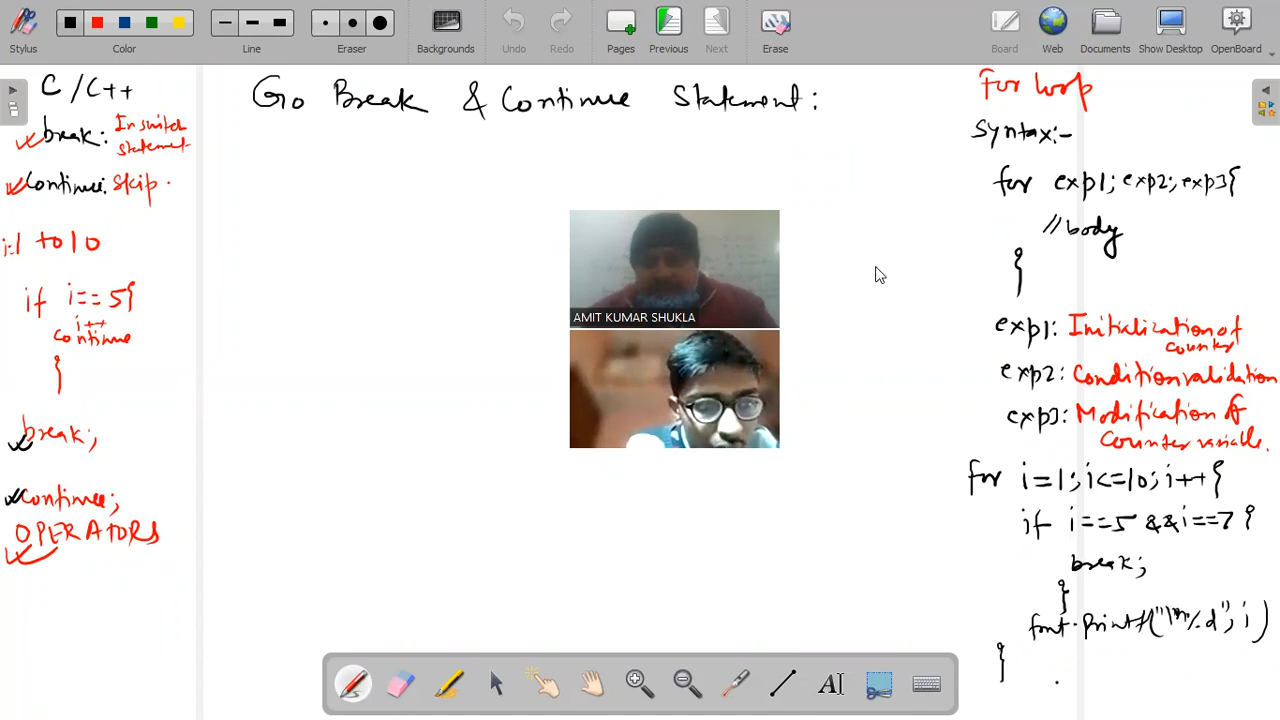 Stylus
Color
Line
Eraser
Backgrounds
Undo
Redo
Pages
Previous
Next
Erase
Board
Web
Documents
Show Desktop
OpenBoard
C/C++
break: In switch
statement
Continue: Skip.
i=1 to 10
if i==5{
i++
continue
}
break;
continue;
OPERATORS
Go Break & Continue Statement:
AMIT KUMAR SHUKLA
For loop
Syntax:-
for exp1; exp2; exp3{
//body
}
exp1: Initialization of
counter
exp2: Condition validation
exp3: Modification of
Counter variable.
for i=1; i<=10; i++{
if i==5 && i==7{
break;
}
fmt.Printf("\n%d", i)
}
AI